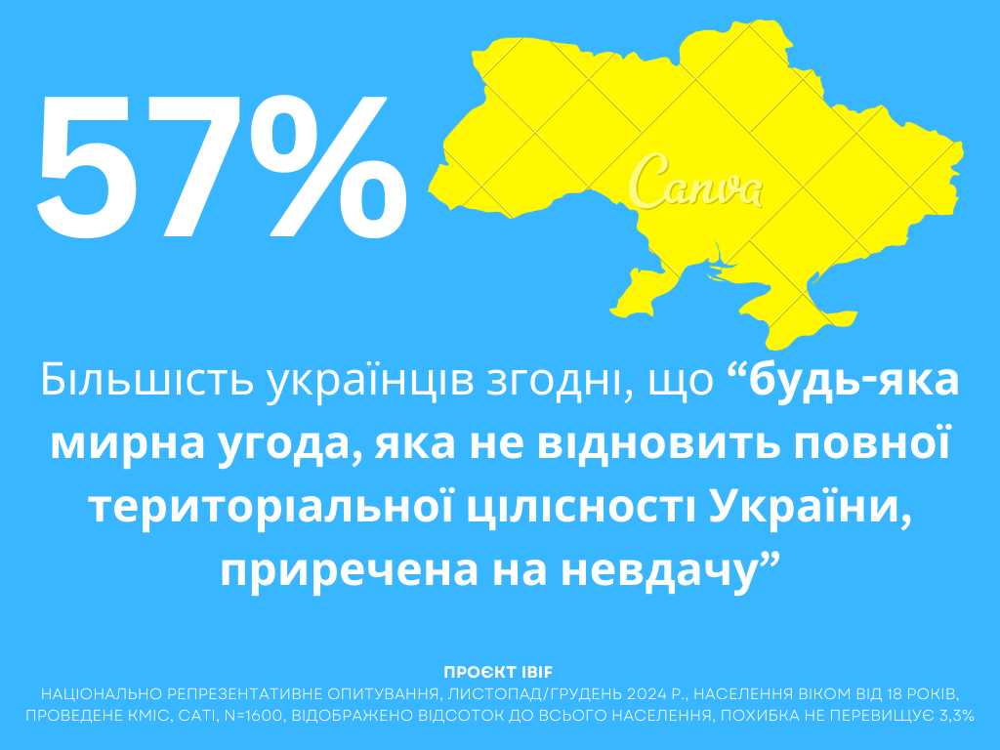 57%
Canva
Більшість українців згодні, що “будь-яка
мирна угода, яка не відновить повної
територіальної цілісності України,
приречена на невдачу”
ПРОЄКТ IBIF
НАЦІОНАЛЬНО РЕПРЕЗЕНТАТИВНЕ ОПИТУВАННЯ, ЛИСТОПАД/ГРУДЕНЬ 2024 Р., НАСЕЛЕННЯ ВІКОМ ВІД 18 РОКІВ,
ПРОВЕДЕНЕ КМІС, CATI, N=1600, ВІДОБРАЖЕНО ВІДСОТОК ДО ВСЬОГО НАСЕЛЕННЯ, ПОХИБКА НЕ ПЕРЕВИЩУЄ 3,3%